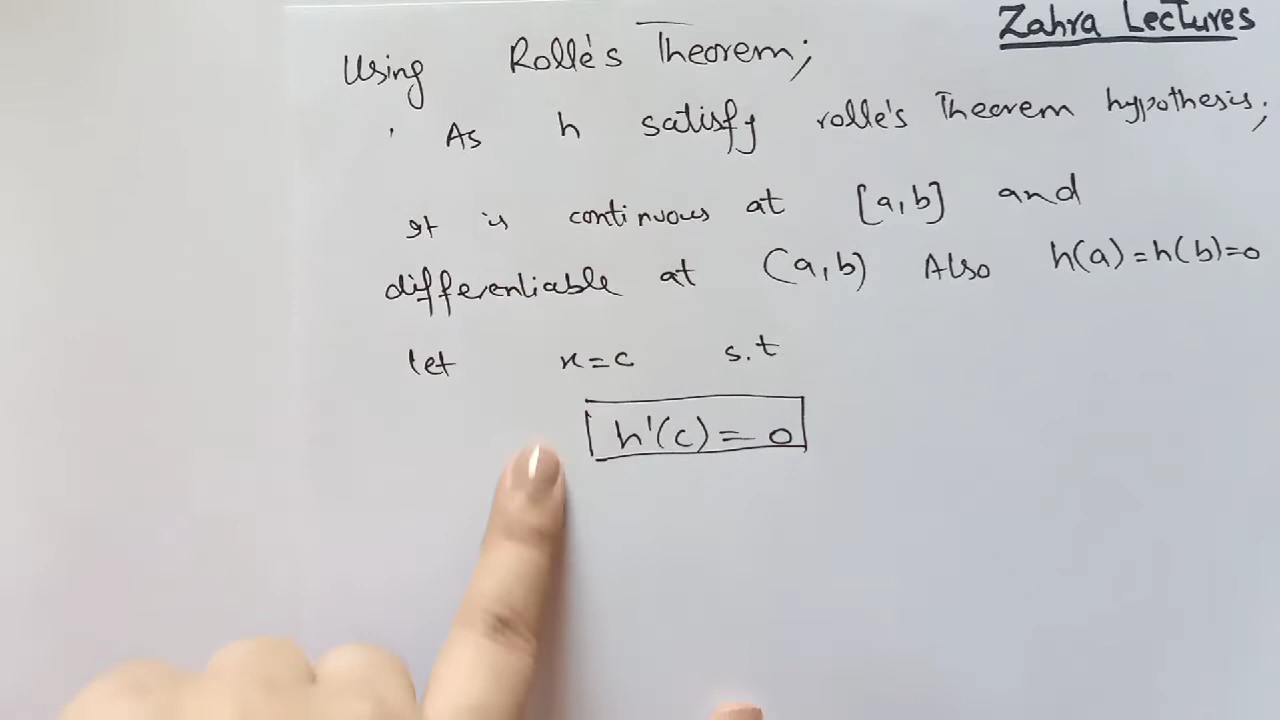 Zahra Lectures
Using Rolle's Theorem;
As h satisfy rolle's Theorem hypothesis;
It is continuous at [a,b] and
differentiable at (a,b) Also h(a)=h(b)=0
let x=c s.t
h'(c)=0